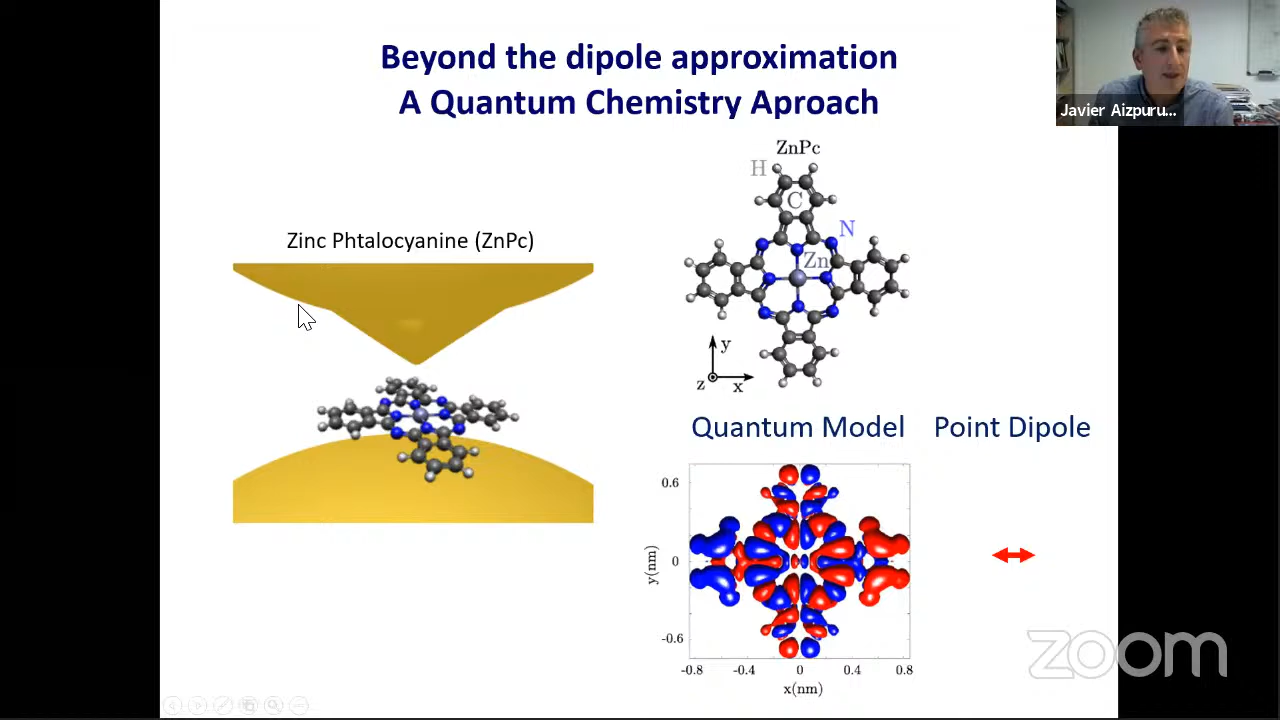 Beyond the dipole approximation
A Quantum Chemistry Aproach
Javier Aizpuru...
ZnPc
H
C
N
Zn
Zinc Phtalocyanine (ZnPc)
y
z
x
Quantum Model
Point Dipole
0.6
0
-0.6
y(nm)
-0.8
-0.4
0
0.4
0.8
x(nm)
zoom